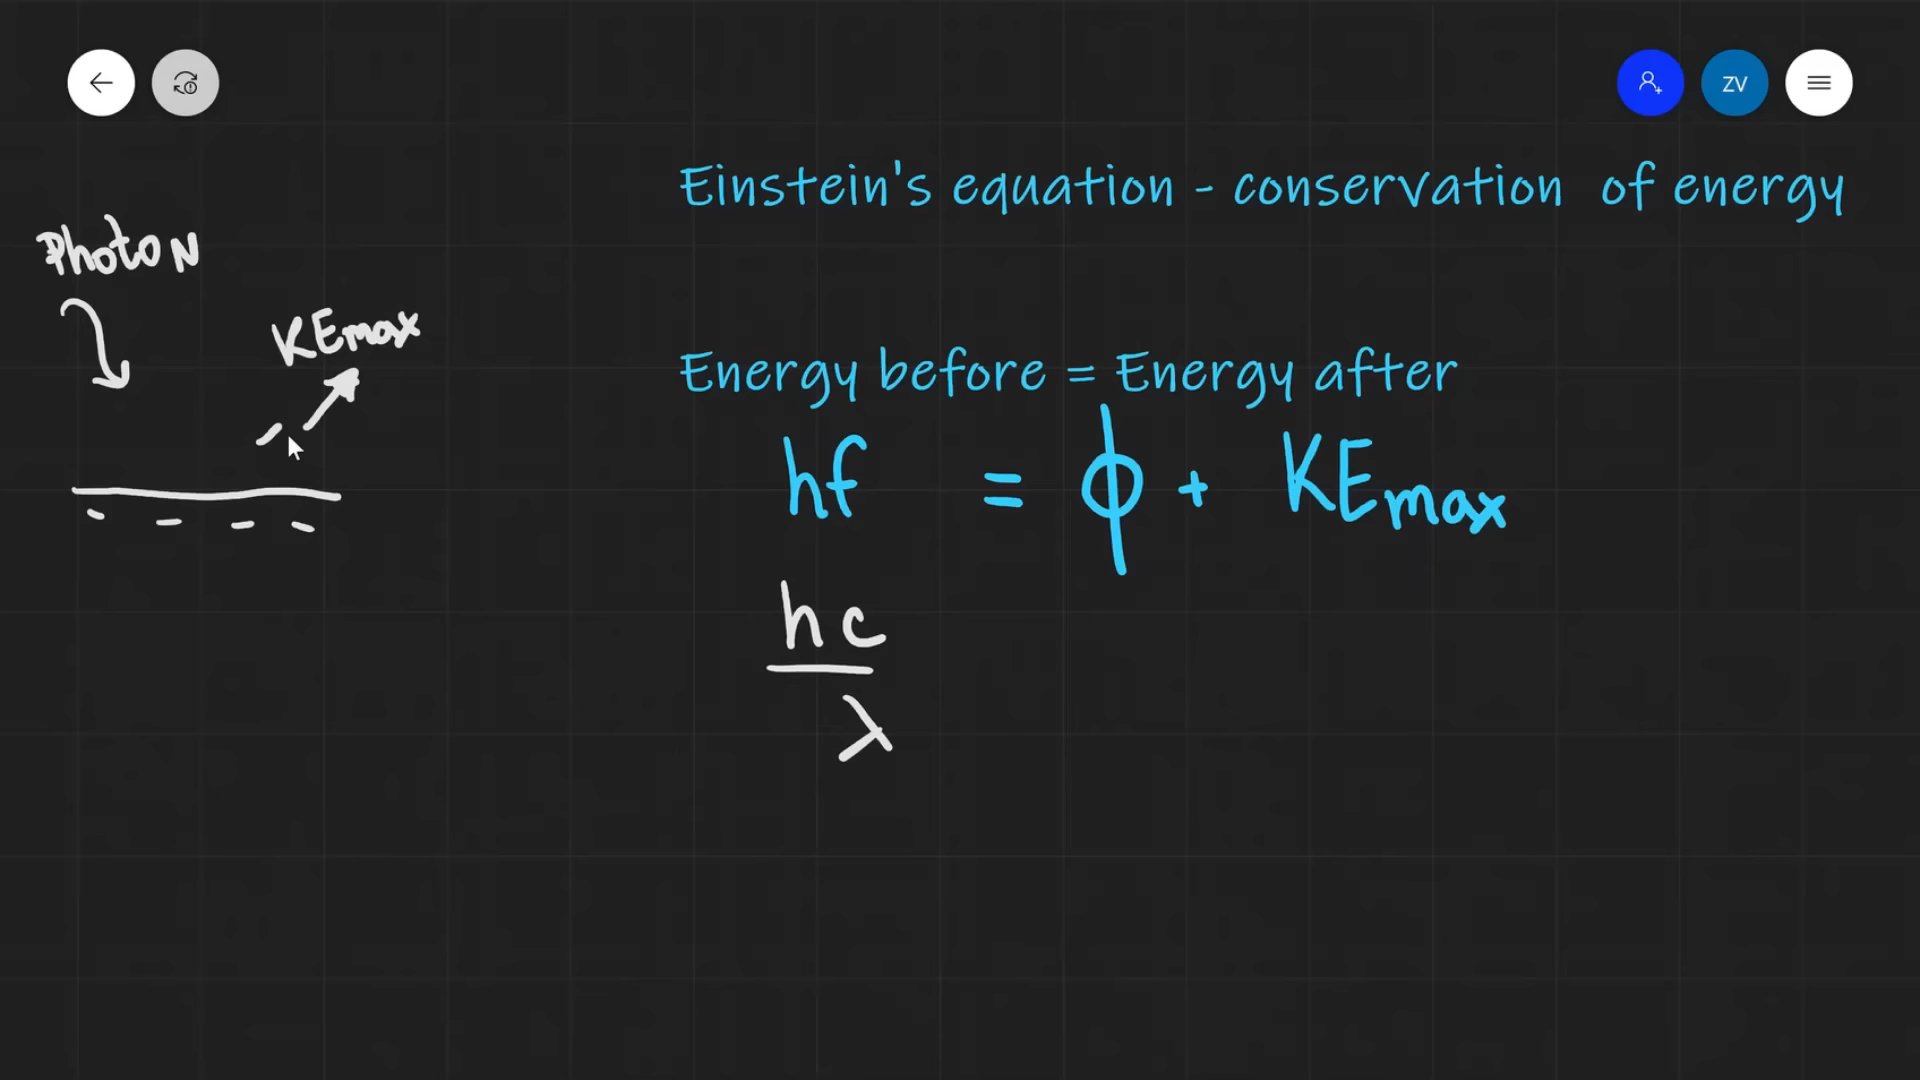 ZV
Einstein's equation - conservation of energy
Photon
KEmax
Energy before = Energy after
hf = ϕ + KEmax
hc
λ